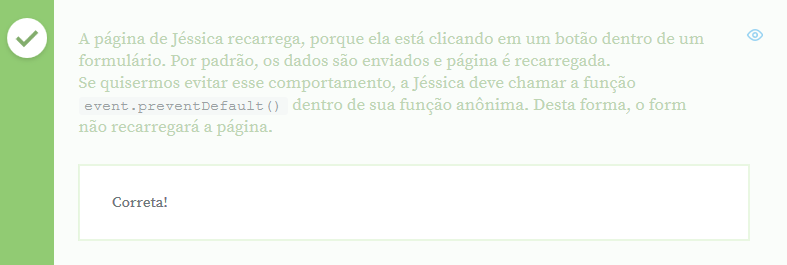 A página de Jéssica recarrega, porque ela está clicando em um botão dentro de um
formulário. Por padrão, os dados são enviados e página é recarregada.
Se quisermos evitar esse comportamento, a Jéssica deve chamar a função
event.preventDefault() dentro de sua função anônima. Desta forma, o form
não recarregará a página.
Correta!